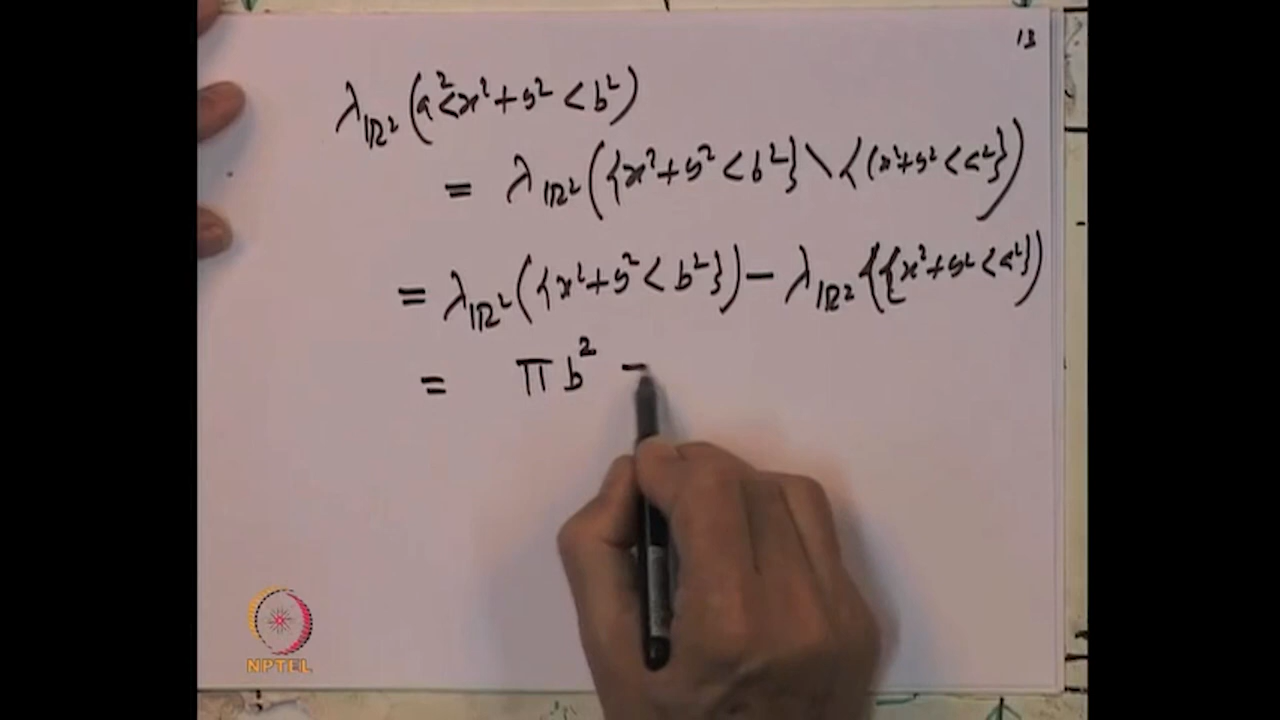 13
λ_{ℝ²}(a²<x²+y²<b²)
= λ_{ℝ²}({x²+y²<b²}∖{(x²+y²<a²})
= λ_{ℝ²}({x²+y²<b²}) − λ_{ℝ²}({x²+y²<a²})
= πb² −
NPTEL